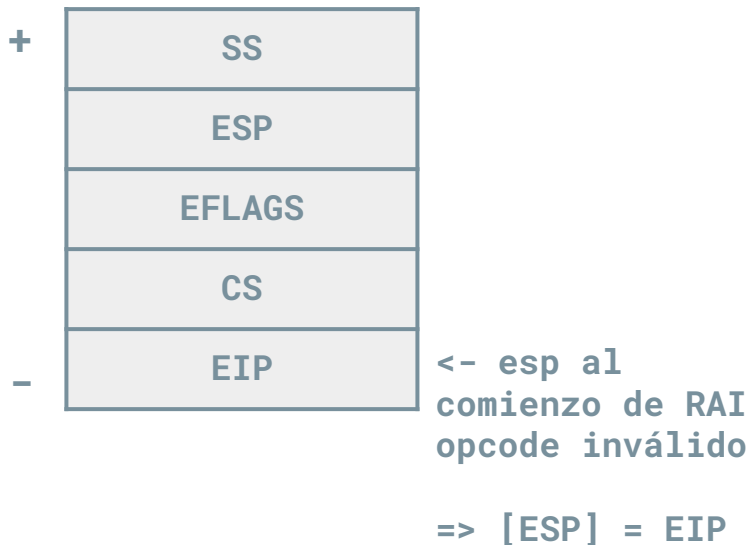 +
SS
ESP
EFLAGS
CS
-
EIP
<- esp al
comienzo de RAI
opcode inválido
=> [ESP] = EIP